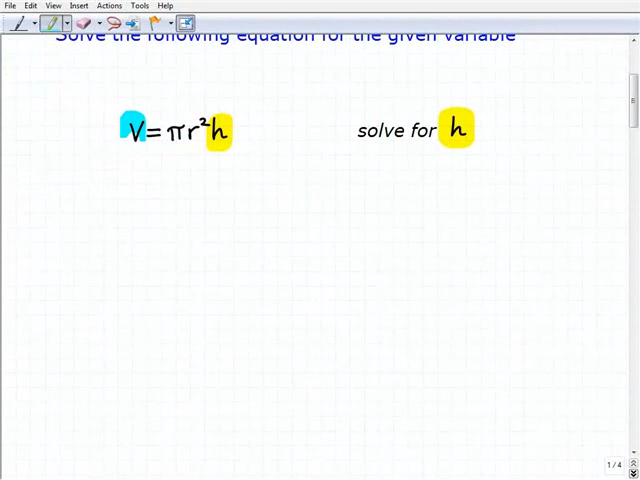 File Edit View Insert Actions Tools Help
Solve the following equation for the given variable
V = πr²h solve for h
1 / 4